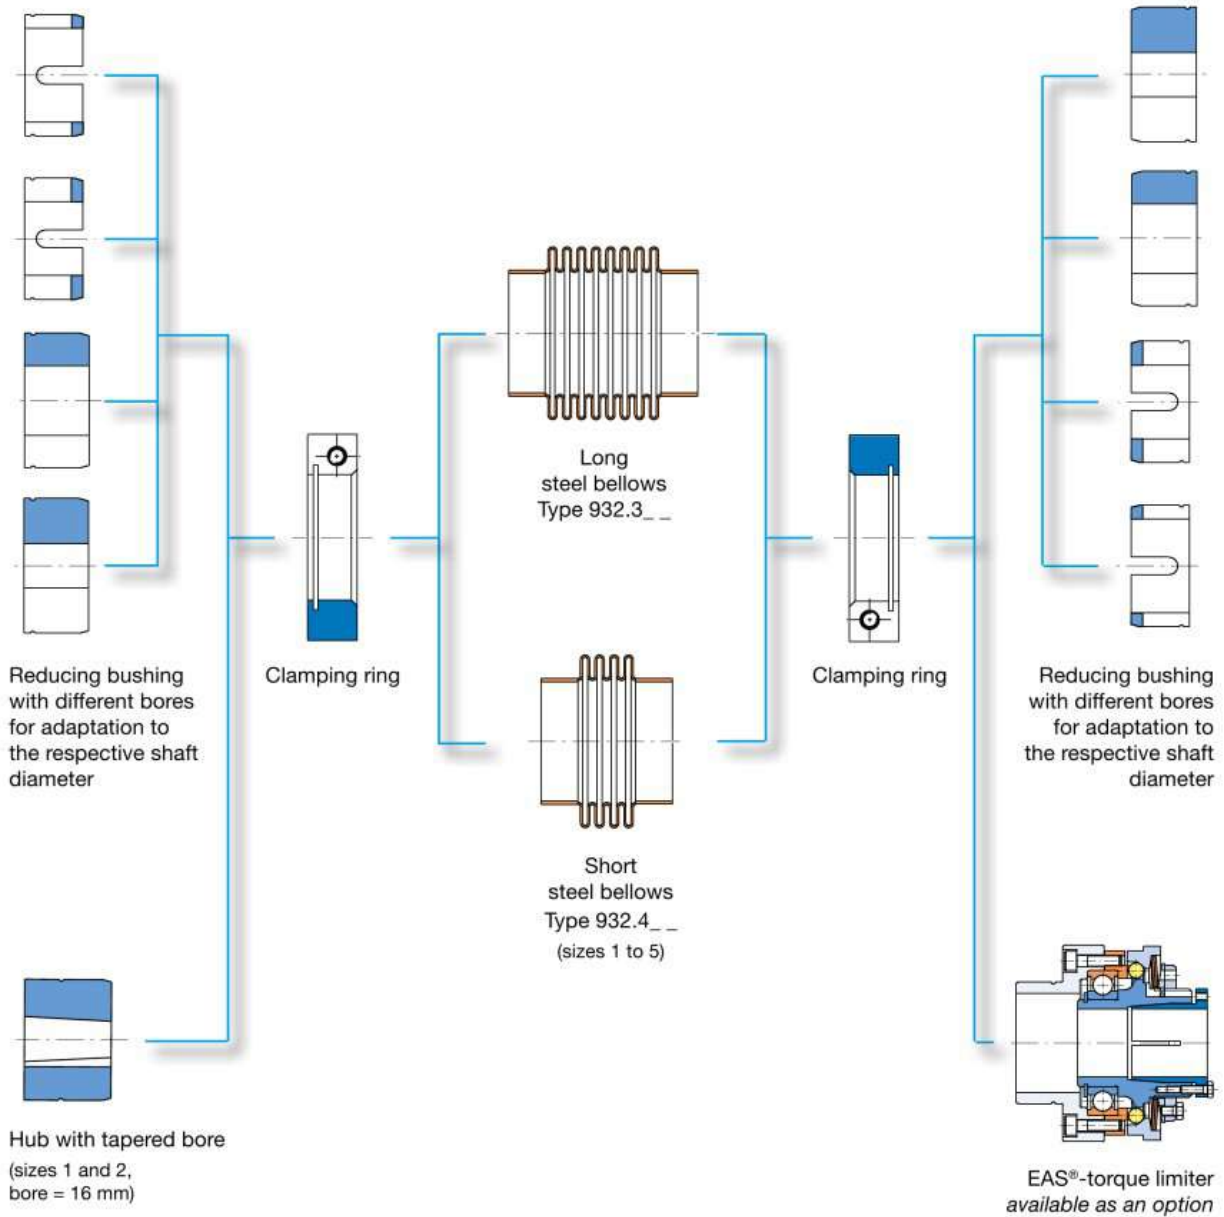 Long
steel bellows
Type 932.3_ _
Reducing bushing
with different bores
for adaptation to
the respective shaft
diameter
Clamping ring
Clamping ring
Reducing bushing
with different bores
for adaptation to
the respective shaft
diameter
Short
steel bellows
Type 932.4_ _
(sizes 1 to 5)
Hub with tapered bore
(sizes 1 and 2,
bore = 16 mm)
EAS®-torque limiter
available as an option